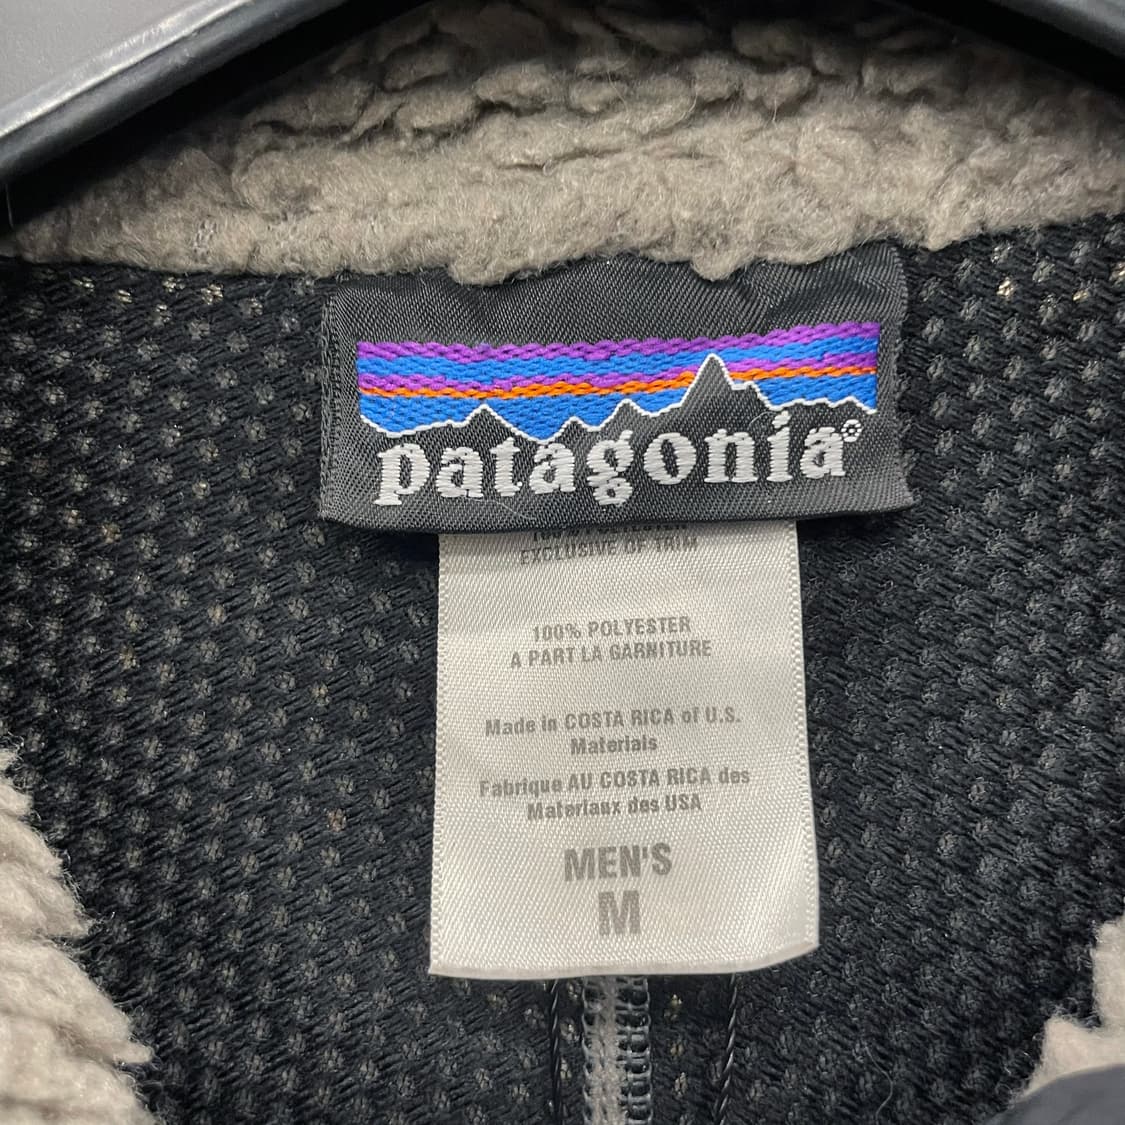 patagonia®
EXCLUSIVE OF TRIM
100% POLYESTER
A PART LA GARNITURE
Made in COSTA RICA of U.S.
Materials
Fabrique AU COSTA RICA des
Materiaux des USA
MEN'S
M